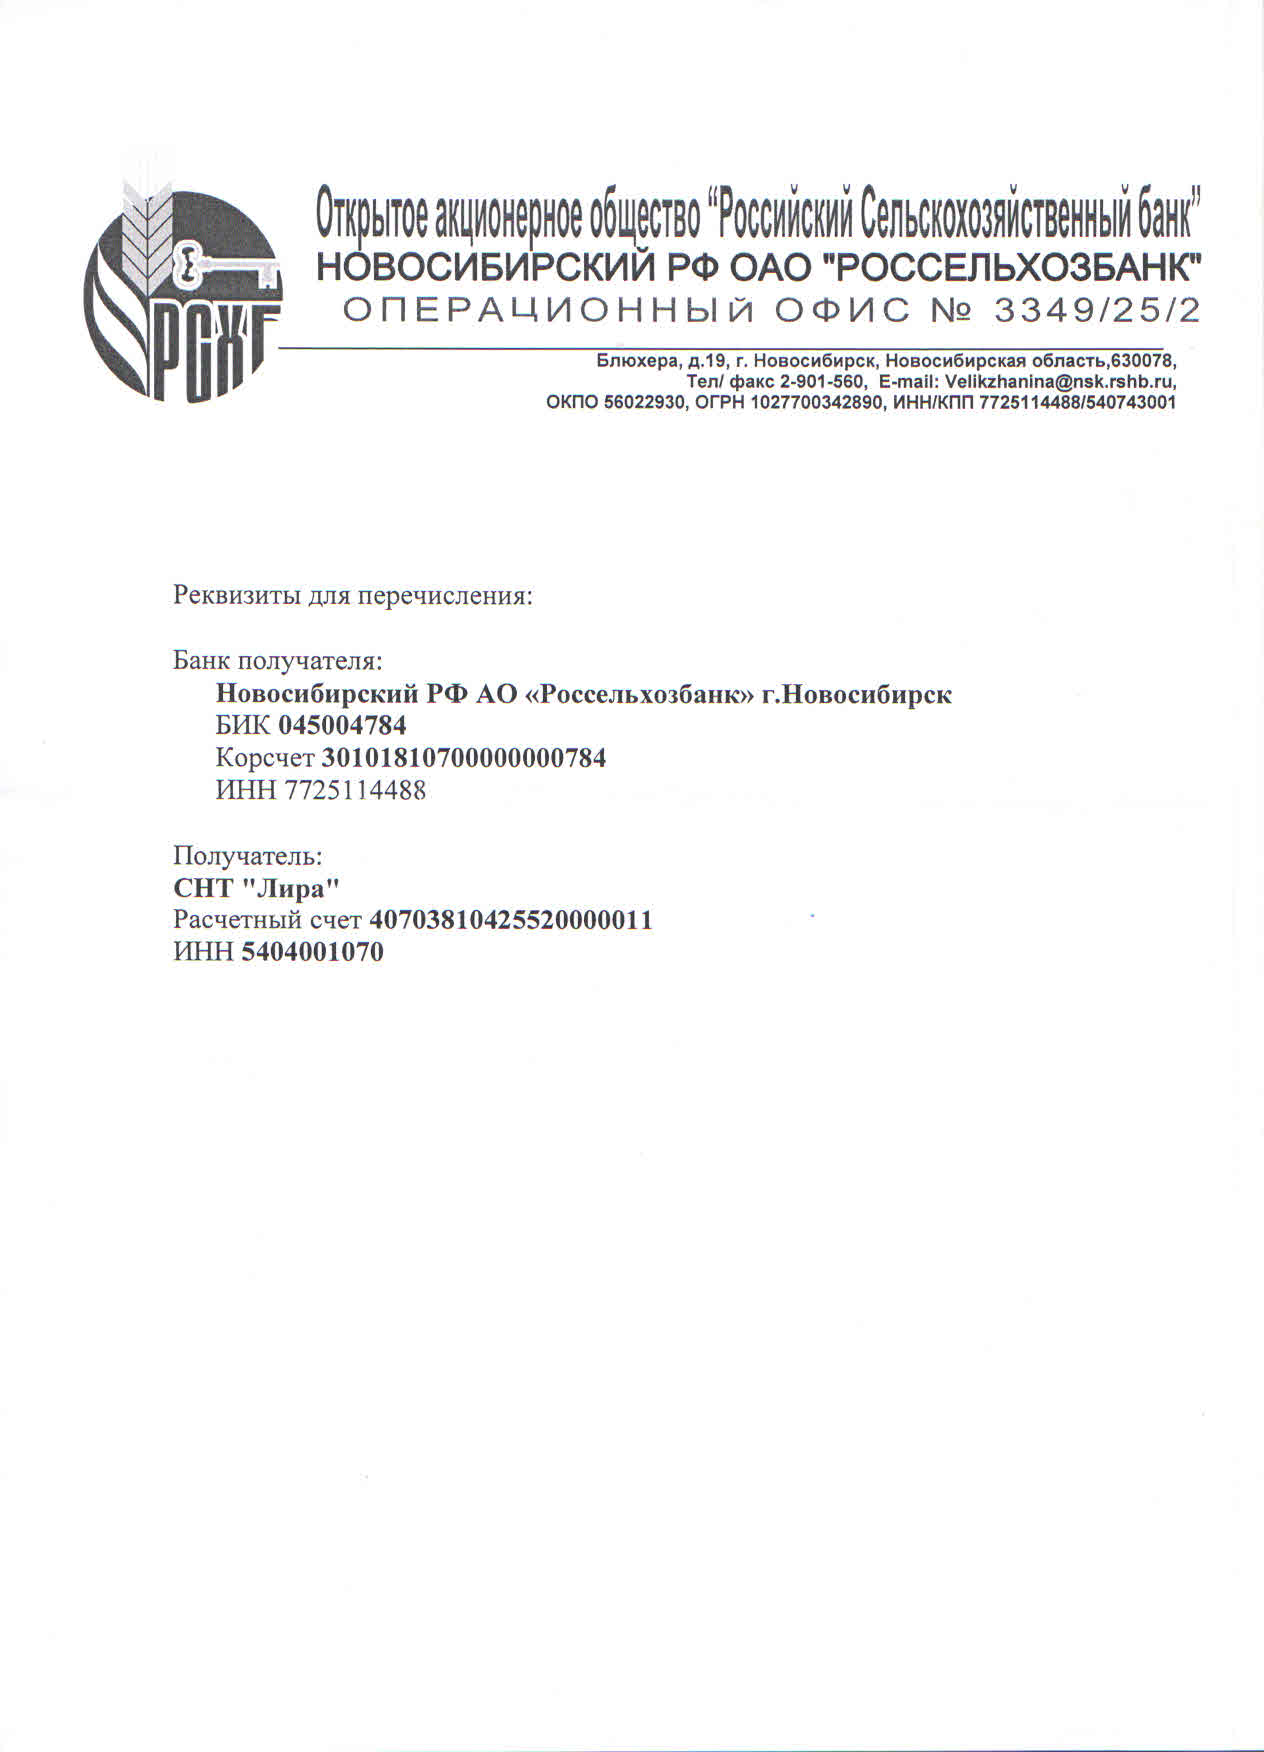 Открытое акционерное общество “Российский Сельскохозяйственный банк”
НОВОСИБИРСКИЙ РФ ОАО "РОССЕЛЬХОЗБАНК"
ОПЕРАЦИОННЫЙ ОФИС № 3349/25/2
РСХБ
Блюхера, д.19, г. Новосибирск, Новосибирская область,630078,
Тел/ факс 2-901-560, E-mail: Velikzhanina@nsk.rshb.ru,
ОКПО 56022930, ОГРН 1027700342890, ИНН/КПП 7725114488/540743001
Реквизиты для перечисления:
Банк получателя:
Новосибирский РФ АО «Россельхозбанк» г.Новосибирск
БИК 045004784
Корсчет 30101810700000000784
ИНН 7725114488
Получатель:
СНТ "Лира"
Расчетный счет 40703810425520000011
ИНН 5404001070